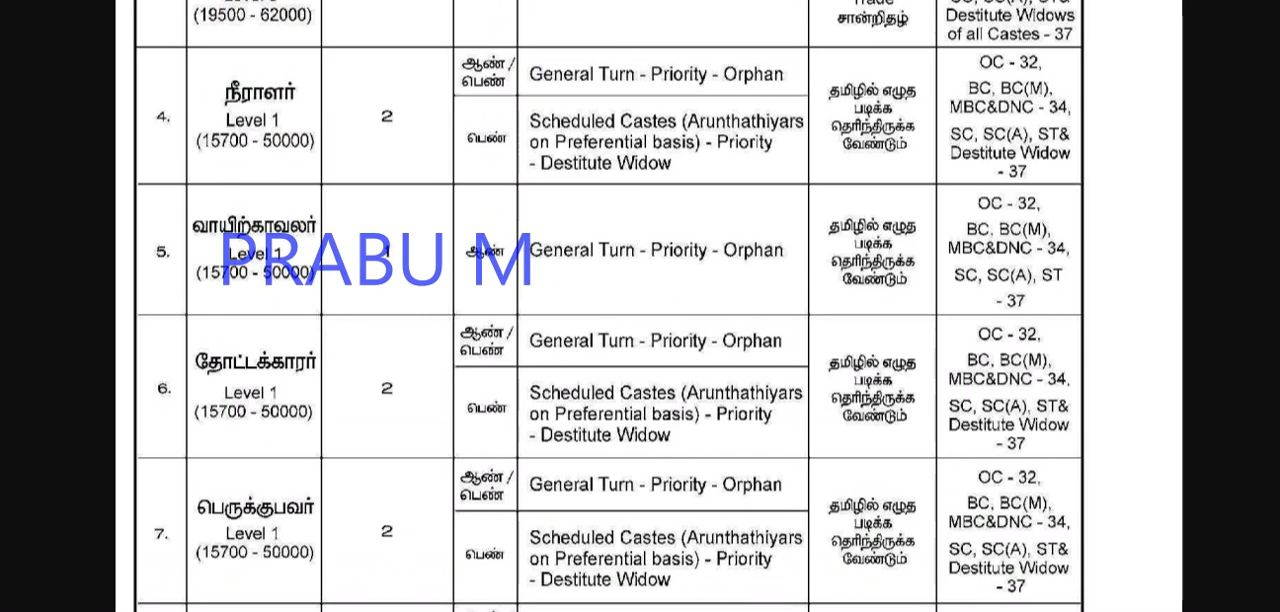 (19500 - 62000)
சான்றிதழ்
Destitute Widows
of all Castes - 37
4.
நீராளர்
Level 1
(15700 - 50000)
2
ஆண் /
பெண்
General Turn - Priority - Orphan
பெண்
Scheduled Castes (Arunthathiyars
on Preferential basis) - Priority
- Destitute Widow
தமிழில் எழுத
படிக்க
தெரிந்திருக்க
வேண்டும்
OC - 32,
BC, BC(M),
MBC&DNC - 34,
SC, SC(A), ST&
Destitute Widow
- 37
5.
வாயிற்காவலர்
Level 1
(15700 - 50000)
1
ஆண்
General Turn - Priority - Orphan
தமிழில் எழுத
படிக்க
தெரிந்திருக்க
வேண்டும்
OC - 32,
BC, BC(M),
MBC&DNC - 34,
SC, SC(A), ST
- 37
PRABU M
6.
தோட்டக்காரர்
Level 1
(15700 - 50000)
2
ஆண் /
பெண்
General Turn - Priority - Orphan
பெண்
Scheduled Castes (Arunthathiyars
on Preferential basis) - Priority
- Destitute Widow
தமிழில் எழுத
படிக்க
தெரிந்திருக்க
வேண்டும்
OC - 32,
BC, BC(M),
MBC&DNC - 34,
SC, SC(A), ST&
Destitute Widow
- 37
7.
பெருக்குபவர்
Level 1
(15700 - 50000)
2
ஆண் /
பெண்
General Turn - Priority - Orphan
பெண்
Scheduled Castes (Arunthathiyars
on Preferential basis) - Priority
- Destitute Widow
தமிழில் எழுத
படிக்க
தெரிந்திருக்க
வேண்டும்
OC - 32,
BC, BC(M),
MBC&DNC - 34,
SC, SC(A), ST&
Destitute Widow
- 37